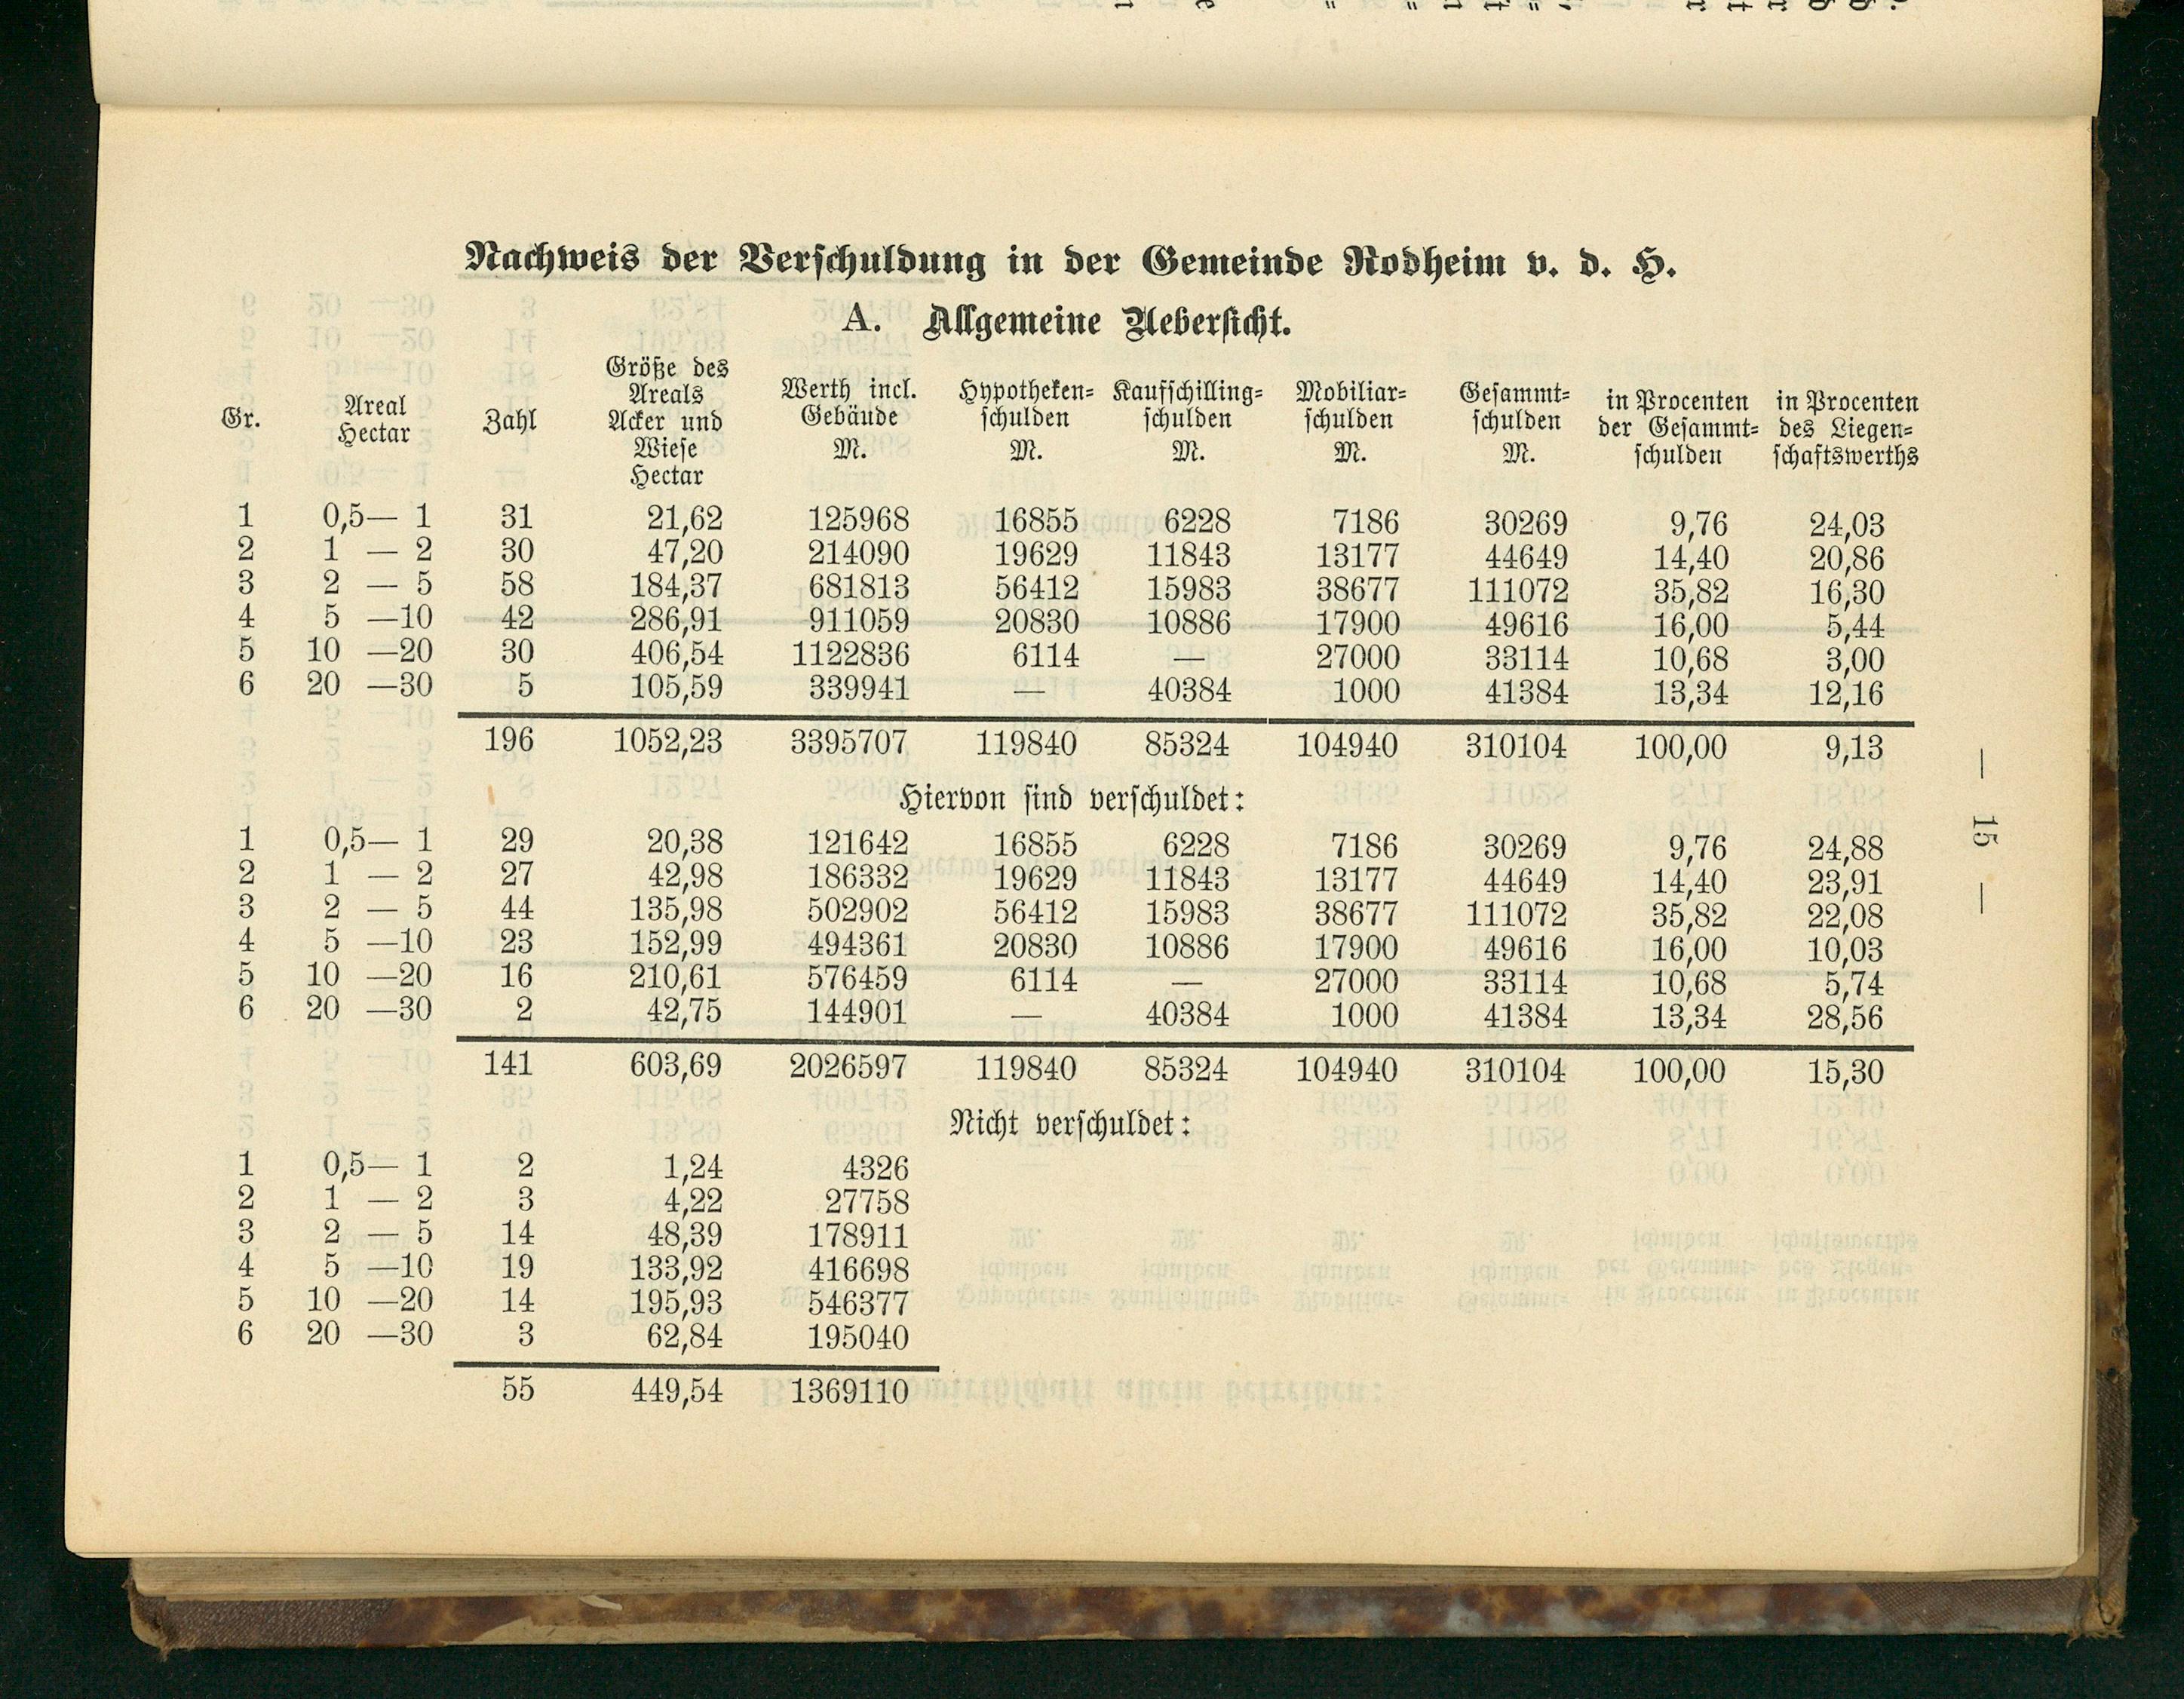 Nachweis der Verschuldung in der Gemeinde Rodheim v. d. H.
A. Allgemeine Uebersicht.
Gr. Areal Hectar Zahl Größe des Areals Acker und Wiese Hectar Werth incl. Gebäude M. Hypotheken= schulden M. Kaufschilling= schulden M. Mobiliar= schulden M. Gesammt= schulden M. in Procenten der Gesammt= schulden in Procenten des Liegen= schaftswerths
1 0,5— 1 31 21,62 125968 16855 6228 7186 30269 9,76 24,03
2 1 — 2 30 47,20 214090 19629 11843 13177 44649 14,40 20,86
3 2 — 5 58 184,37 681813 56412 15983 38677 111072 35,82 16,30
4 5 —10 42 286,91 911059 20830 10886 17900 49616 16,00 5,44
5 10 —20 30 406,54 1122836 6114 — 27000 33114 10,68 3,00
6 20 —30 5 105,59 339941 — 40384 1000 41384 13,34 12,16
196 1052,23 3395707 119840 85324 104940 310104 100,00 9,13
Hiervon sind verschuldet:
1 0,5— 1 29 20,38 121642 16855 6228 7186 30269 9,76 24,88
2 1 — 2 27 42,98 186332 19629 11843 13177 44649 14,40 23,91
3 2 — 5 44 135,98 502902 56412 15983 38677 111072 35,82 22,08
4 5 —10 23 152,99 494361 20830 10886 17900 49616 16,00 10,03
5 10 —20 16 210,61 576459 6114 — 27000 33114 10,68 5,74
6 20 —30 2 42,75 144901 — 40384 1000 41384 13,34 28,56
141 603,69 2026597 119840 85324 104940 310104 100,00 15,30
Nicht verschuldet:
1 0,5— 1 2 1,24 4326
2 1 — 2 3 4,22 27758
3 2 — 5 14 48,39 178911
4 5 —10 19 133,92 416698
5 10 —20 14 195,93 546377
6 20 —30 3 62,84 195040
55 449,54 1369110
— 15 —